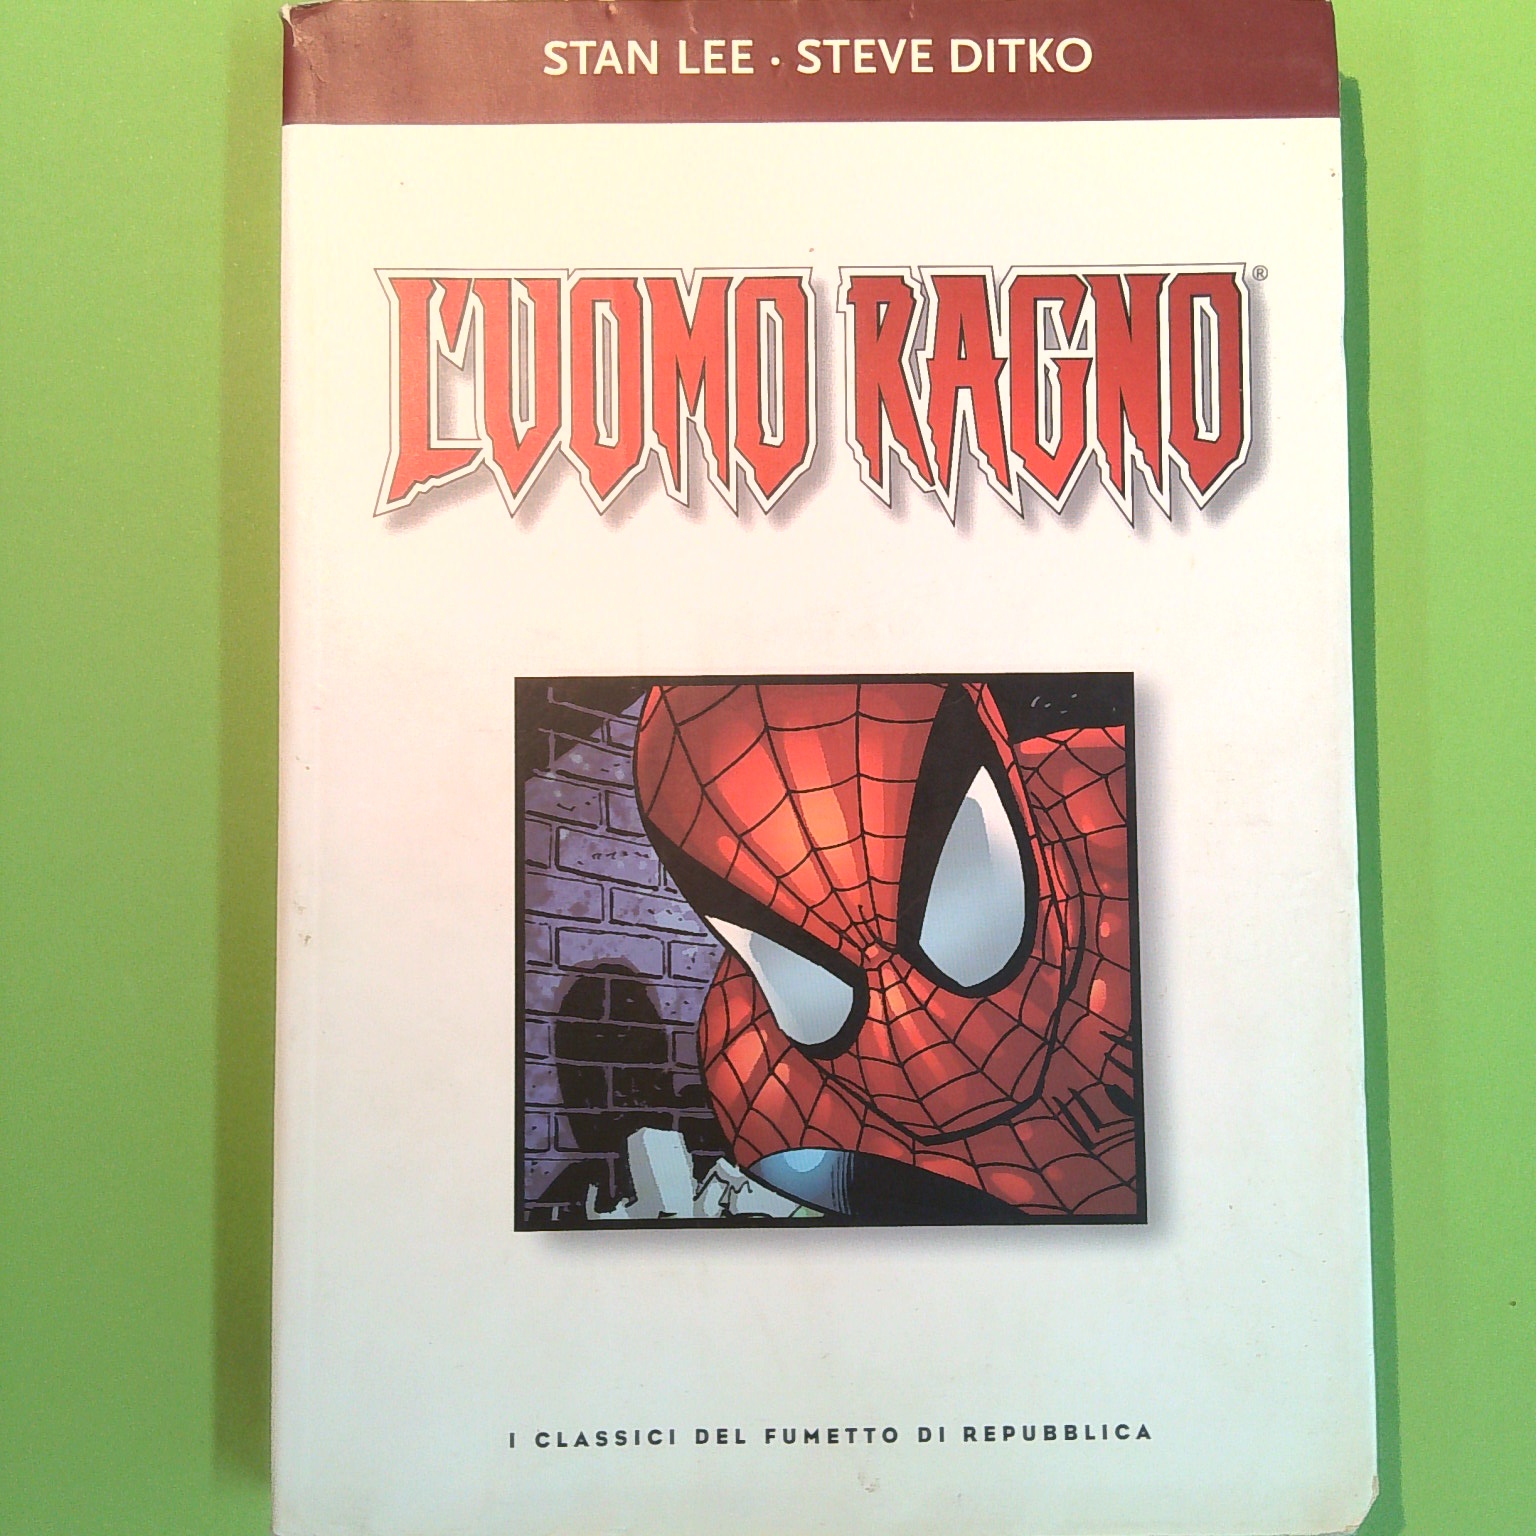 STAN LEE · STEVE DITKO
L'UOMO RAGNO®
I CLASSICI DEL FUMETTO DI REPUBBLICA